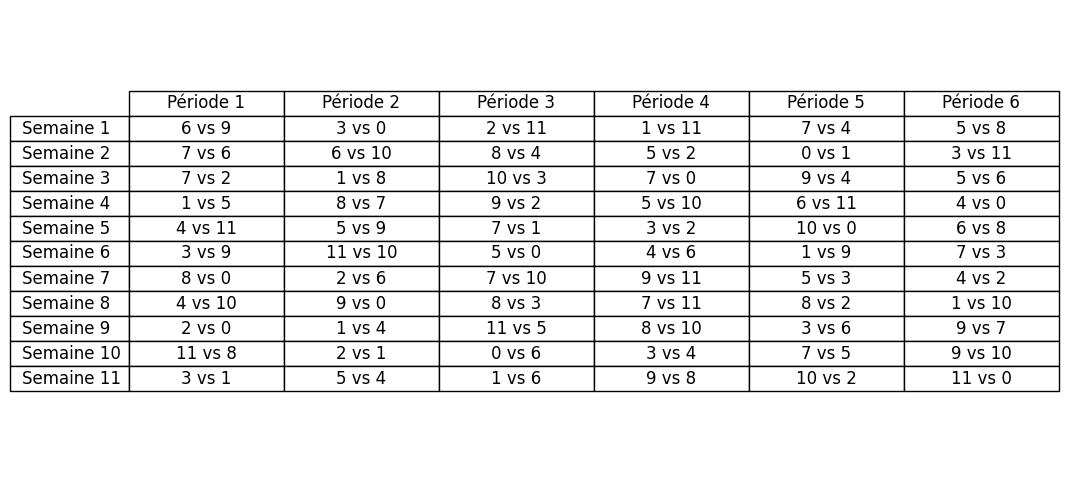 Période 1 Période 2 Période 3 Période 4 Période 5 Période 6
Semaine 1 6 vs 9 3 vs 0 2 vs 11 1 vs 11 7 vs 4 5 vs 8
Semaine 2 7 vs 6 6 vs 10 8 vs 4 5 vs 2 0 vs 1 3 vs 11
Semaine 3 7 vs 2 1 vs 8 10 vs 3 7 vs 0 9 vs 4 5 vs 6
Semaine 4 1 vs 5 8 vs 7 9 vs 2 5 vs 10 6 vs 11 4 vs 0
Semaine 5 4 vs 11 5 vs 9 7 vs 1 3 vs 2 10 vs 0 6 vs 8
Semaine 6 3 vs 9 11 vs 10 5 vs 0 4 vs 6 1 vs 9 7 vs 3
Semaine 7 8 vs 0 2 vs 6 7 vs 10 9 vs 11 5 vs 3 4 vs 2
Semaine 8 4 vs 10 9 vs 0 8 vs 3 7 vs 11 8 vs 2 1 vs 10
Semaine 9 2 vs 0 1 vs 4 11 vs 5 8 vs 10 3 vs 6 9 vs 7
Semaine 10 11 vs 8 2 vs 1 0 vs 6 3 vs 4 7 vs 5 9 vs 10
Semaine 11 3 vs 1 5 vs 4 1 vs 6 9 vs 8 10 vs 2 11 vs 0